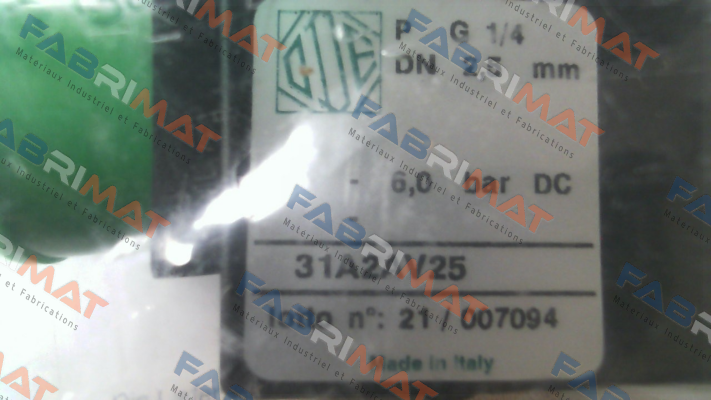 ODE
P G 1/4
DN 2.5 mm
- 6,0 bar DC
-
31A2AV25
lotto n°: 21 / 007094
Made in Italy
FABRIMAT
Materiaux Industriel et Fabrications